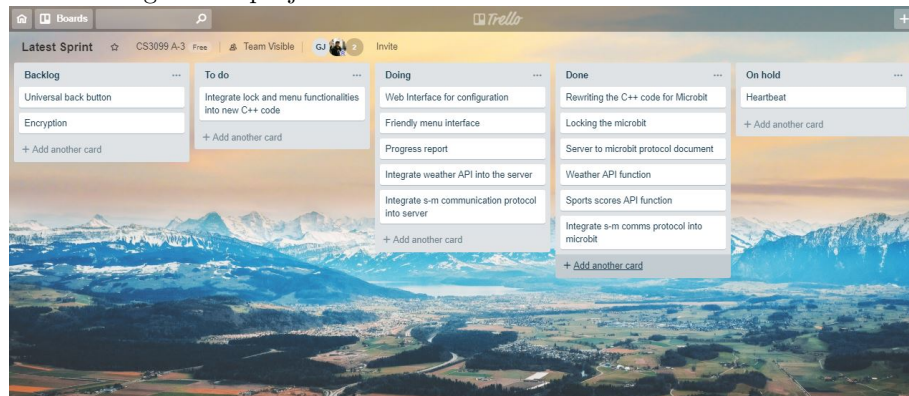 Boards
Trello
+
Latest Sprint
CS3099 A-3
Free
Team Visible
GJ
2
Invite
Backlog
Universal back button
Encryption
+ Add another card
To do
Integrate lock and menu functionalities
into new C++ code
+ Add another card
Doing
Web Interface for configuration
Friendly menu interface
Progress report
Integrate weather API into the server
Integrate s-m communication protocol
into server
+ Add another card
Done
Rewriting the C++ code for Microbit
Locking the microbit
Server to microbit protocol document
Weather API function
Sports scores API function
Integrate s-m comms protocol into
microbit
+ Add another card
On hold
Heartbeat
+ Add another card